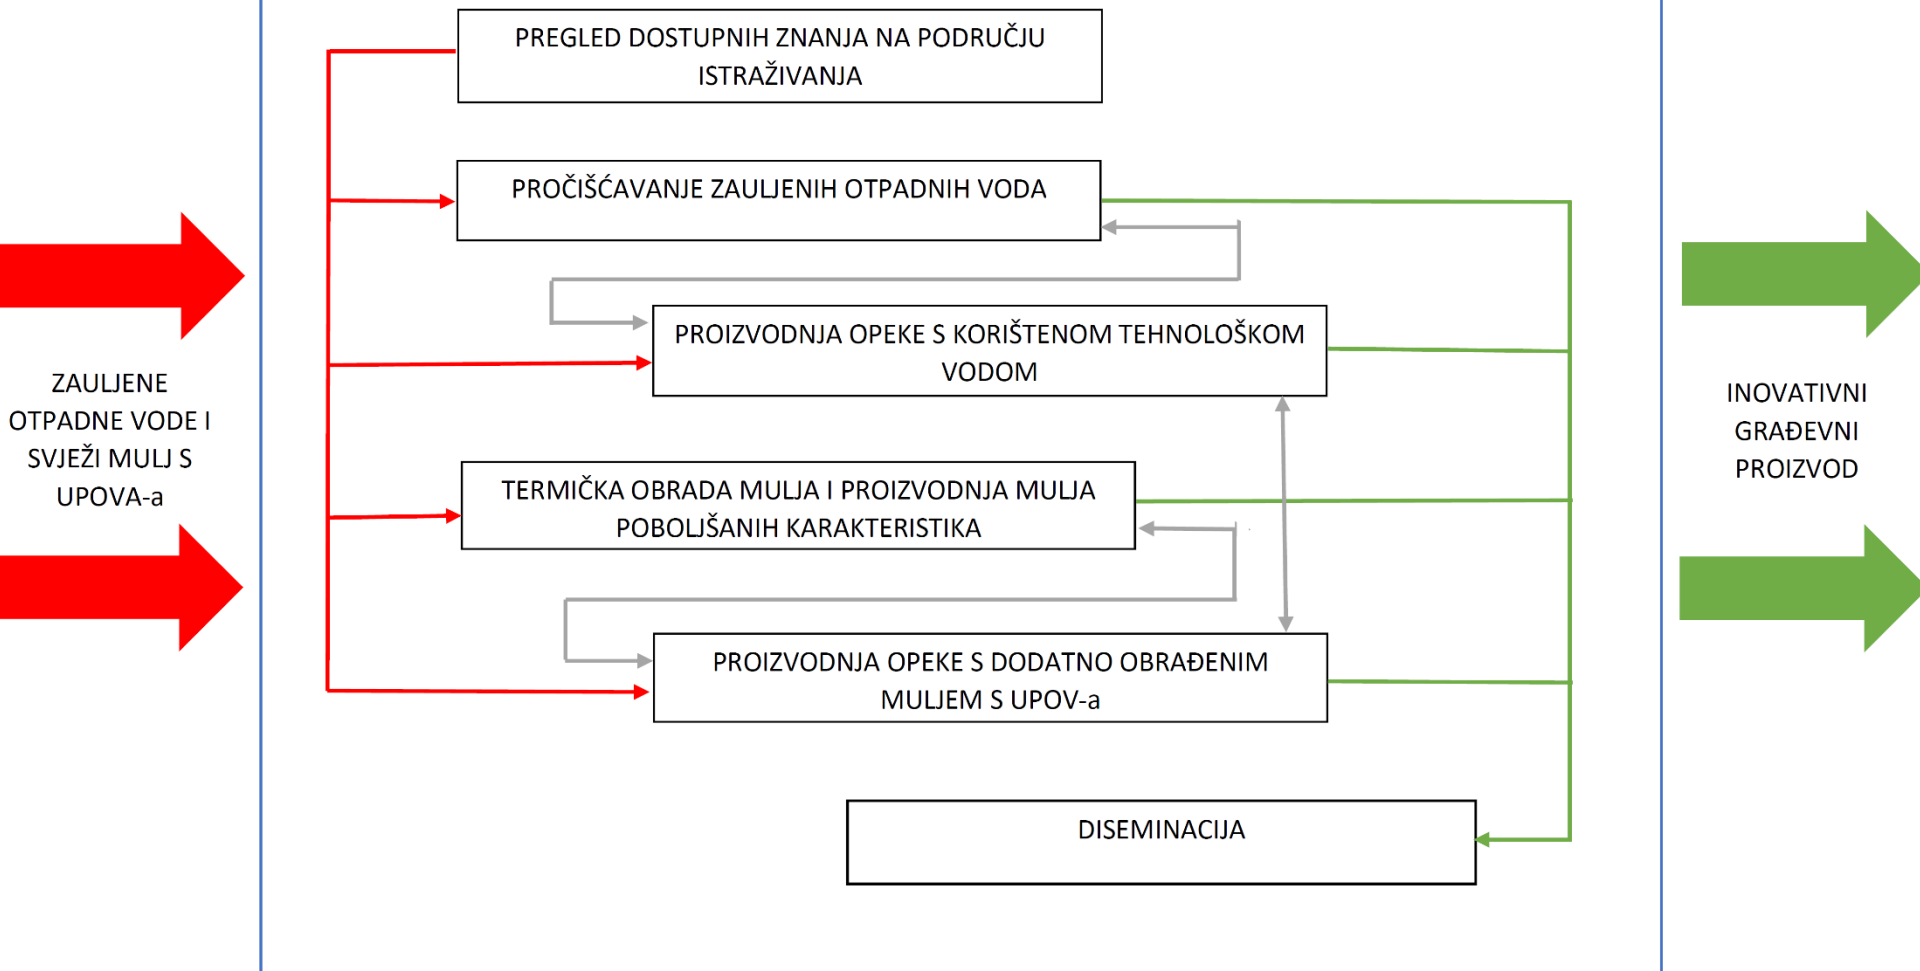 PREGLED DOSTUPNIH ZNANJA NA PODRUČJU
ISTRAŽIVANJA
PROČIŠĆAVANJE ZAULJENIH OTPADNIH VODA
PROIZVODNJA OPEKE S KORIŠTENOM TEHNOLOŠKOM
VODOM
TERMIČKA OBRADA MULJA I PROIZVODNJA MULJA
POBOLJŠANIH KARAKTERISTIKA
PROIZVODNJA OPEKE S DODATNO OBRAĐENIM
MULJEM S UPOV-a
DISEMINACIJA
ZAULJENE
OTPADNE VODE I
SVJEŽI MULJ S
UPOVA-a
INOVATIVNI
GRAĐEVNI
PROIZVOD